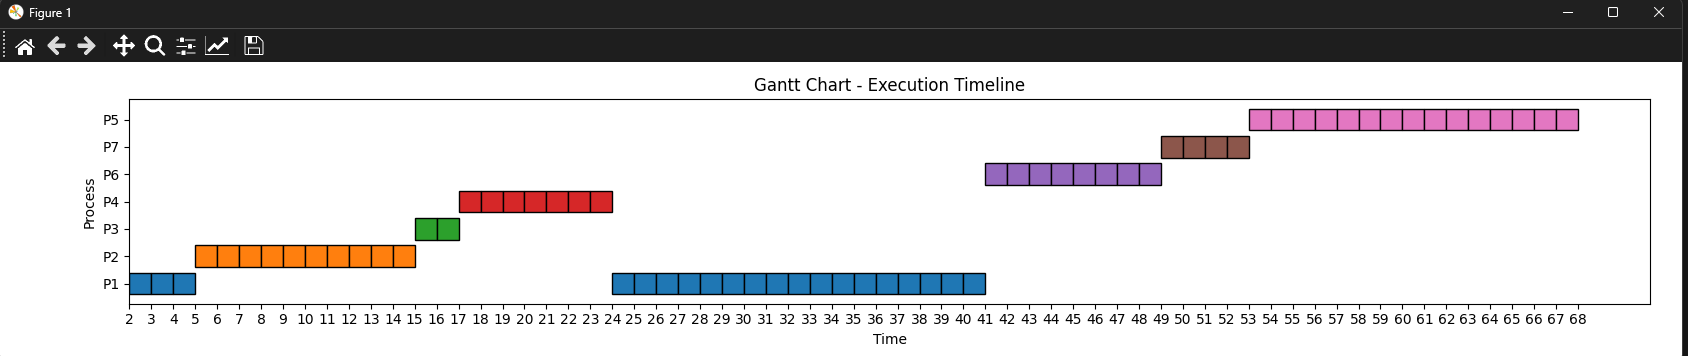 Figure 1
Gantt Chart - Execution Timeline
P5
P7
P6
P4
P3
P2
P1
Process
2 3 4 5 6 7 8 9 10 11 12 13 14 15 16 17 18 19 20 21 22 23 24 25 26 27 28 29 30 31 32 33 34 35 36 37 38 39 40 41 42 43 44 45 46 47 48 49 50 51 52 53 54 55 56 57 58 59 60 61 62 63 64 65 66 67 68
Time